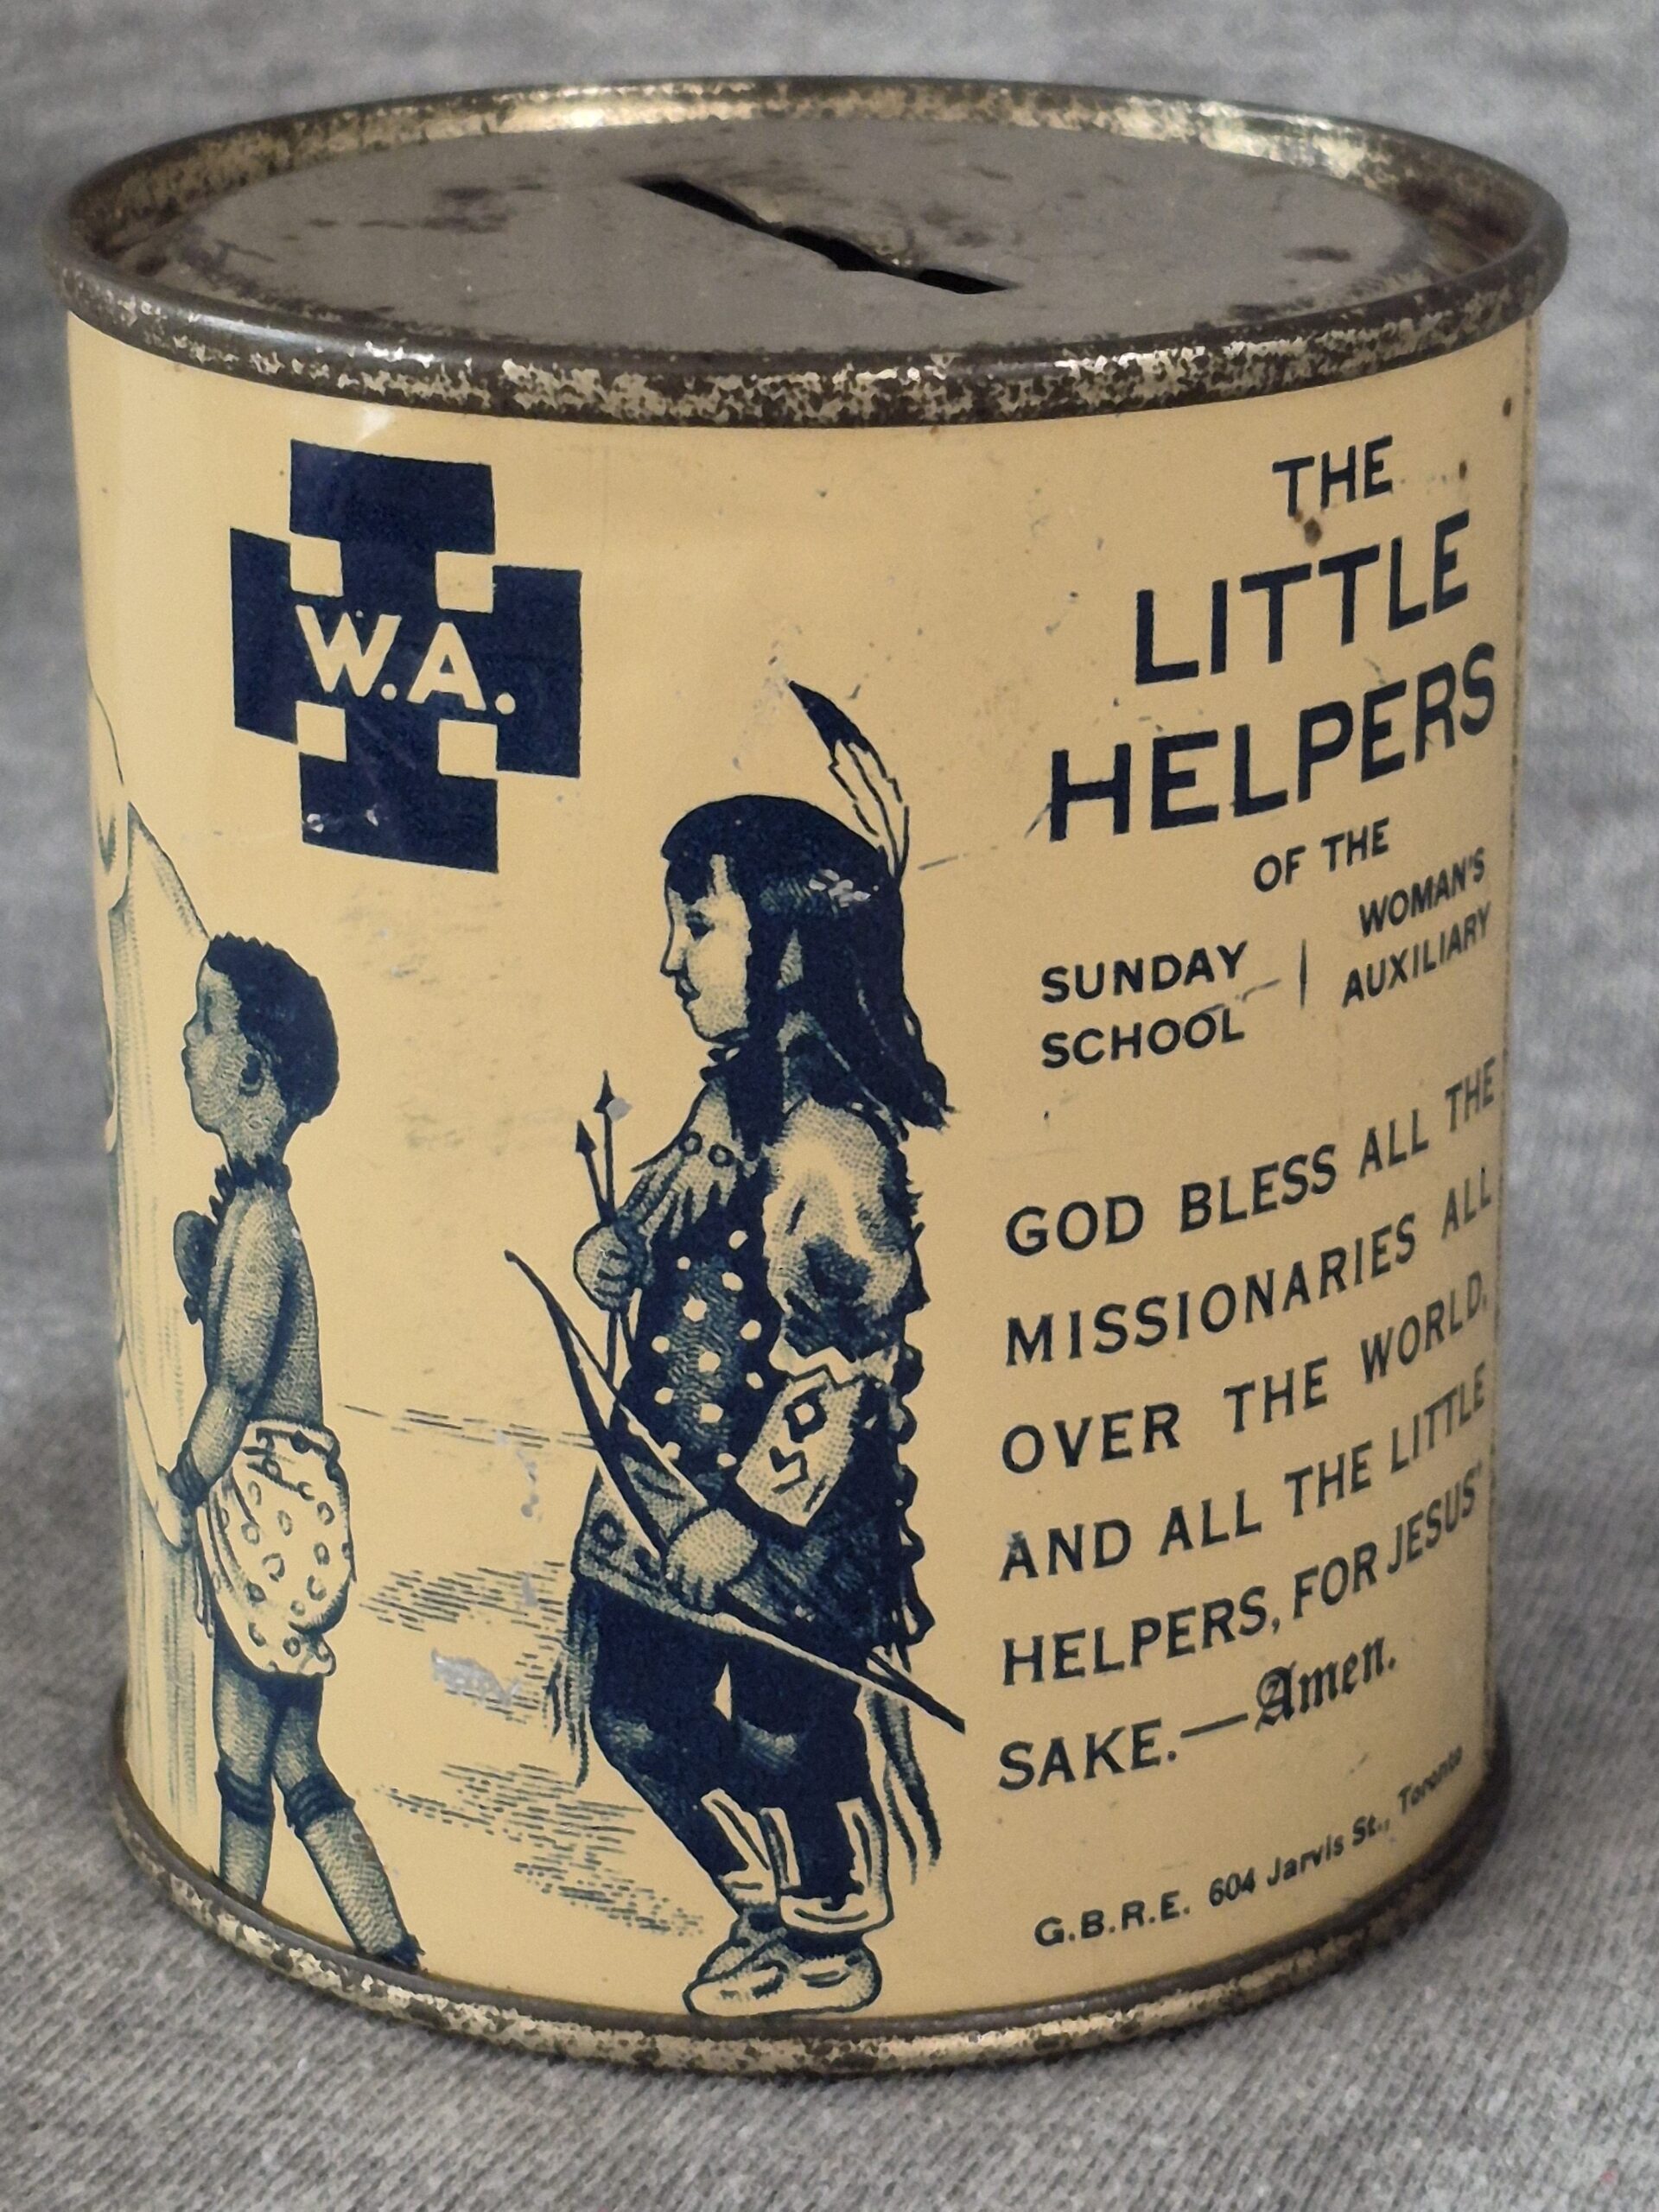 W.A.
THE
LITTLE
HELPERS
OF THE
SUNDAY SCHOOL | WOMAN'S AUXILIARY
GOD BLESS ALL THE
MISSIONARIES ALL
OVER THE WORLD,
AND ALL THE LITTLE
HELPERS, FOR JESUS'
SAKE.—Amen.
G.B.R.E. 604 Jarvis St., Toronto